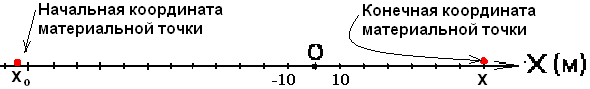 Начальная координата
материальной точки
Конечная координата
материальной точки
O
X (м)
X₀
-10
10
X